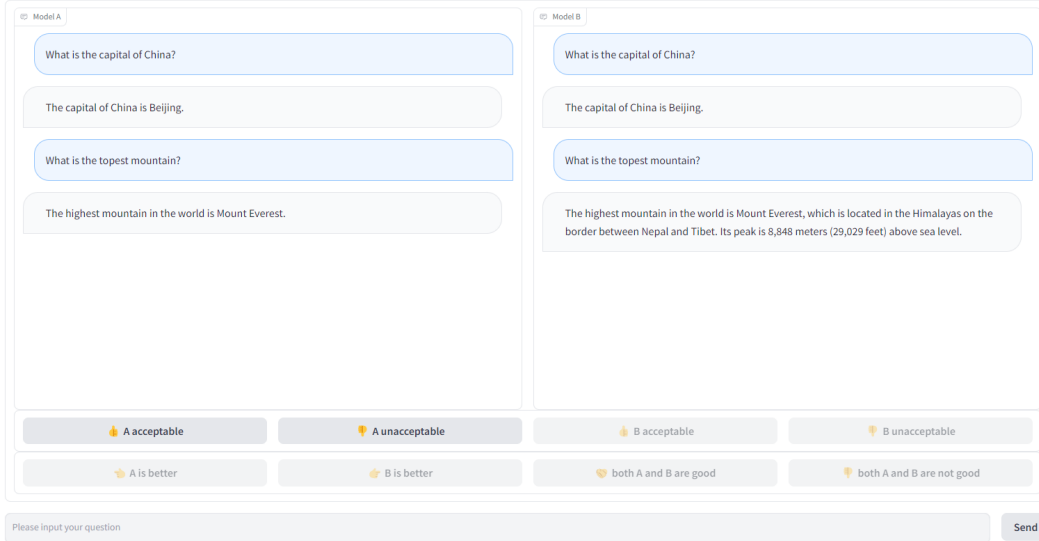 Model A
What is the capital of China?
The capital of China is Beijing.
What is the topest mountain?
The highest mountain in the world is Mount Everest.
Model B
What is the capital of China?
The capital of China is Beijing.
What is the topest mountain?
The highest mountain in the world is Mount Everest, which is located in the Himalayas on the
border between Nepal and Tibet. Its peak is 8,848 meters (29,029 feet) above sea level.
A acceptable
A unacceptable
B acceptable
B unacceptable
A is better
B is better
both A and B are good
both A and B are not good
Please input your question
Send